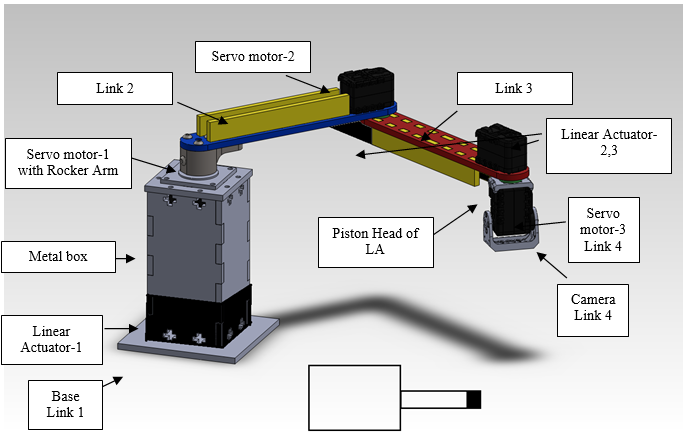 Servo motor-2
Link 2
Link 3
Linear Actuator-
2,3
Servo motor-1
with Rocker Arm
Piston Head of
LA
Servo
motor-3
Link 4
Metal box
Camera
Link 4
Linear
Actuator-1
Base
Link 1